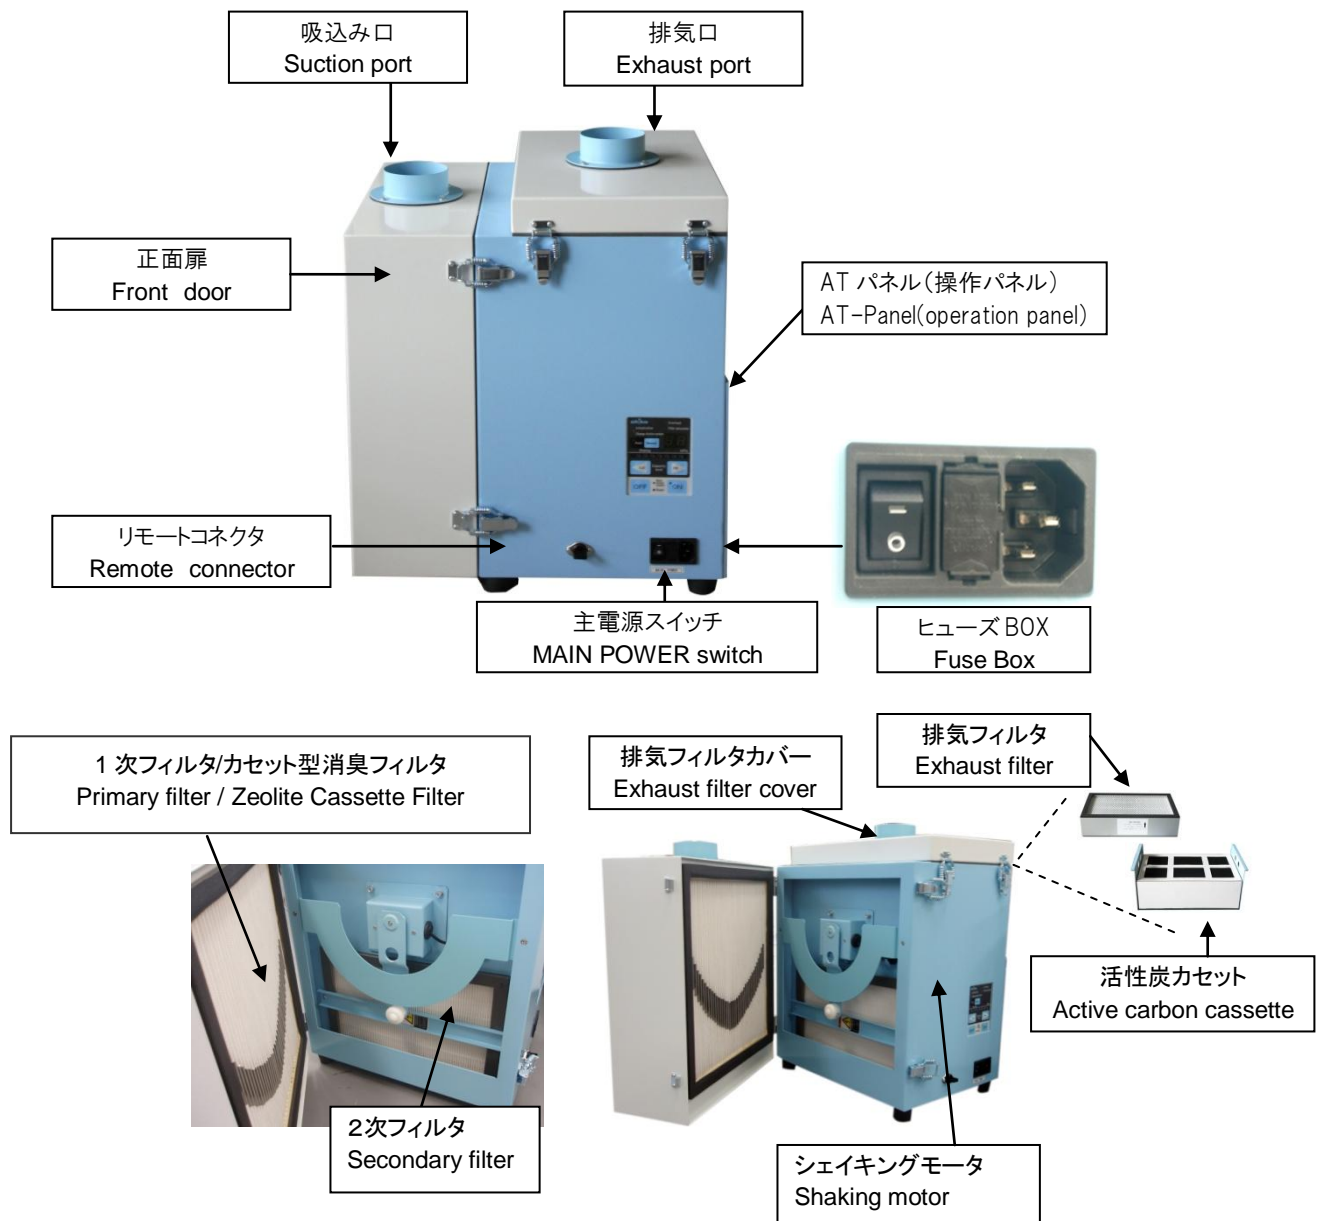 吸込み口
Suction port
排気口
Exhaust port
正面扉
Front door
AT パネル(操作パネル)
AT-Panel(operation panel)
リモートコネクタ
Remote connector
主電源スイッチ
MAIN POWER switch
ヒューズ BOX
Fuse Box
OFF
ON
1 次フィルタ/カセット型消臭フィルタ
Primary filter / Zeolite Cassette Filter
排気フィルタカバー
Exhaust filter cover
排気フィルタ
Exhaust filter
活性炭カセット
Active carbon cassette
2次フィルタ
Secondary filter
シェイキングモータ
Shaking motor